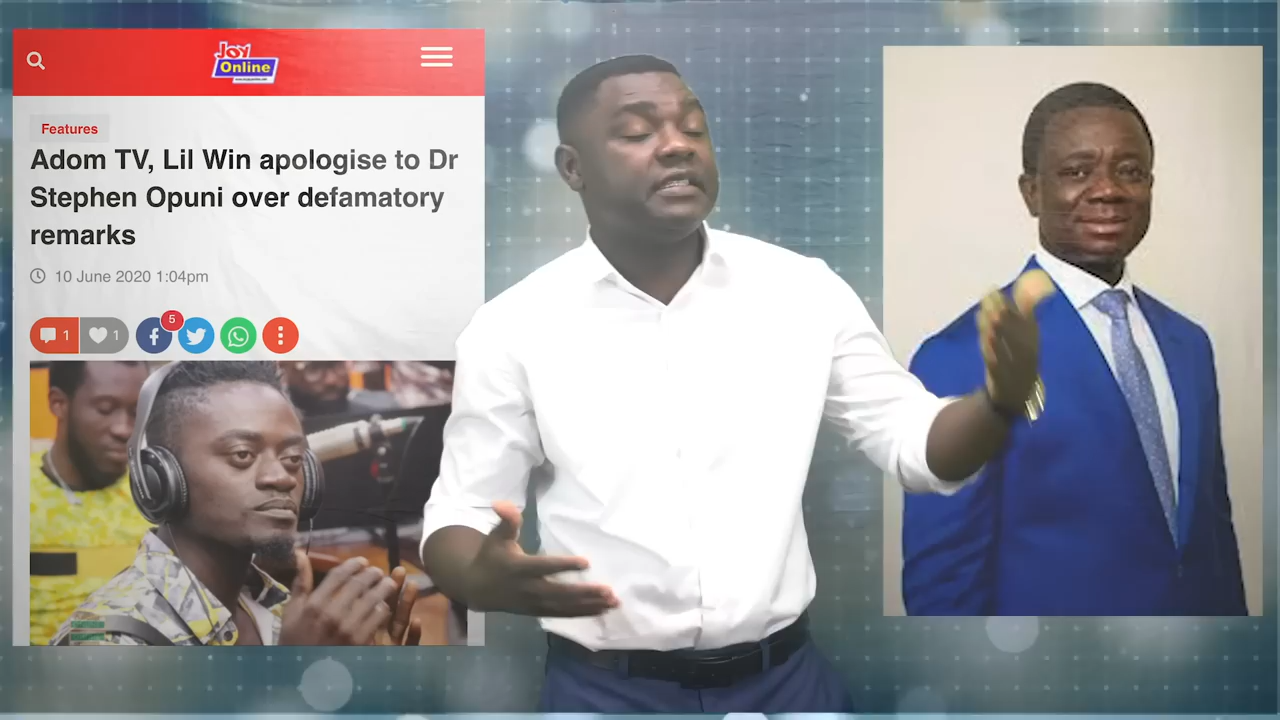 Joy
Online
Features
Adom TV, Lil Win apologise to Dr
Stephen Opuni over defamatory
remarks
10 June 2020 1:04pm
1
1
5